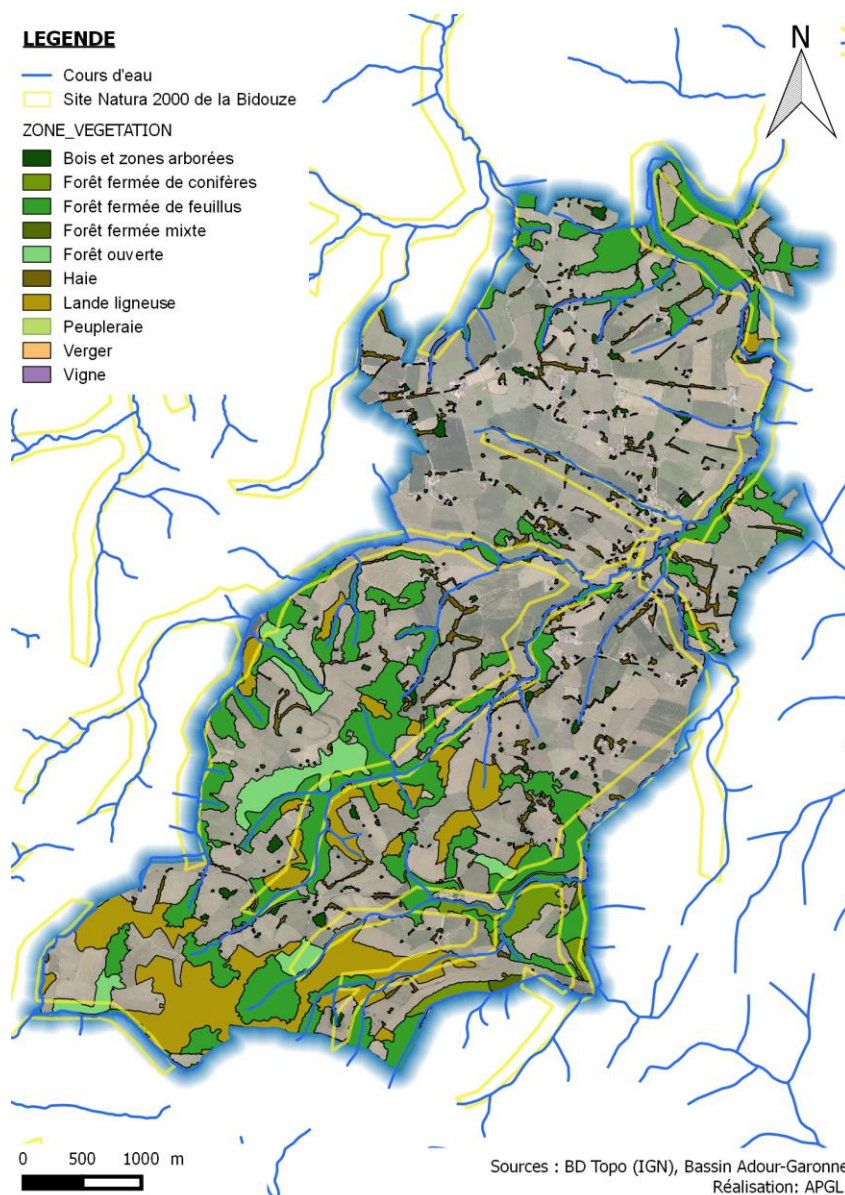 LEGENDE
N
Cours d'eau
Site Natura 2000 de la Bidouze
ZONE_VEGETATION
Bois et zones arborées
Forêt fermée de conifères
Forêt fermée de feuillus
Forêt fermée mixte
Forêt ouverte
Haie
Lande ligneuse
Peupleraie
Verger
Vigne
0 500 1000 m
Sources : BD Topo (IGN), Bassin Adour-Garonne
Réalisation: APGL